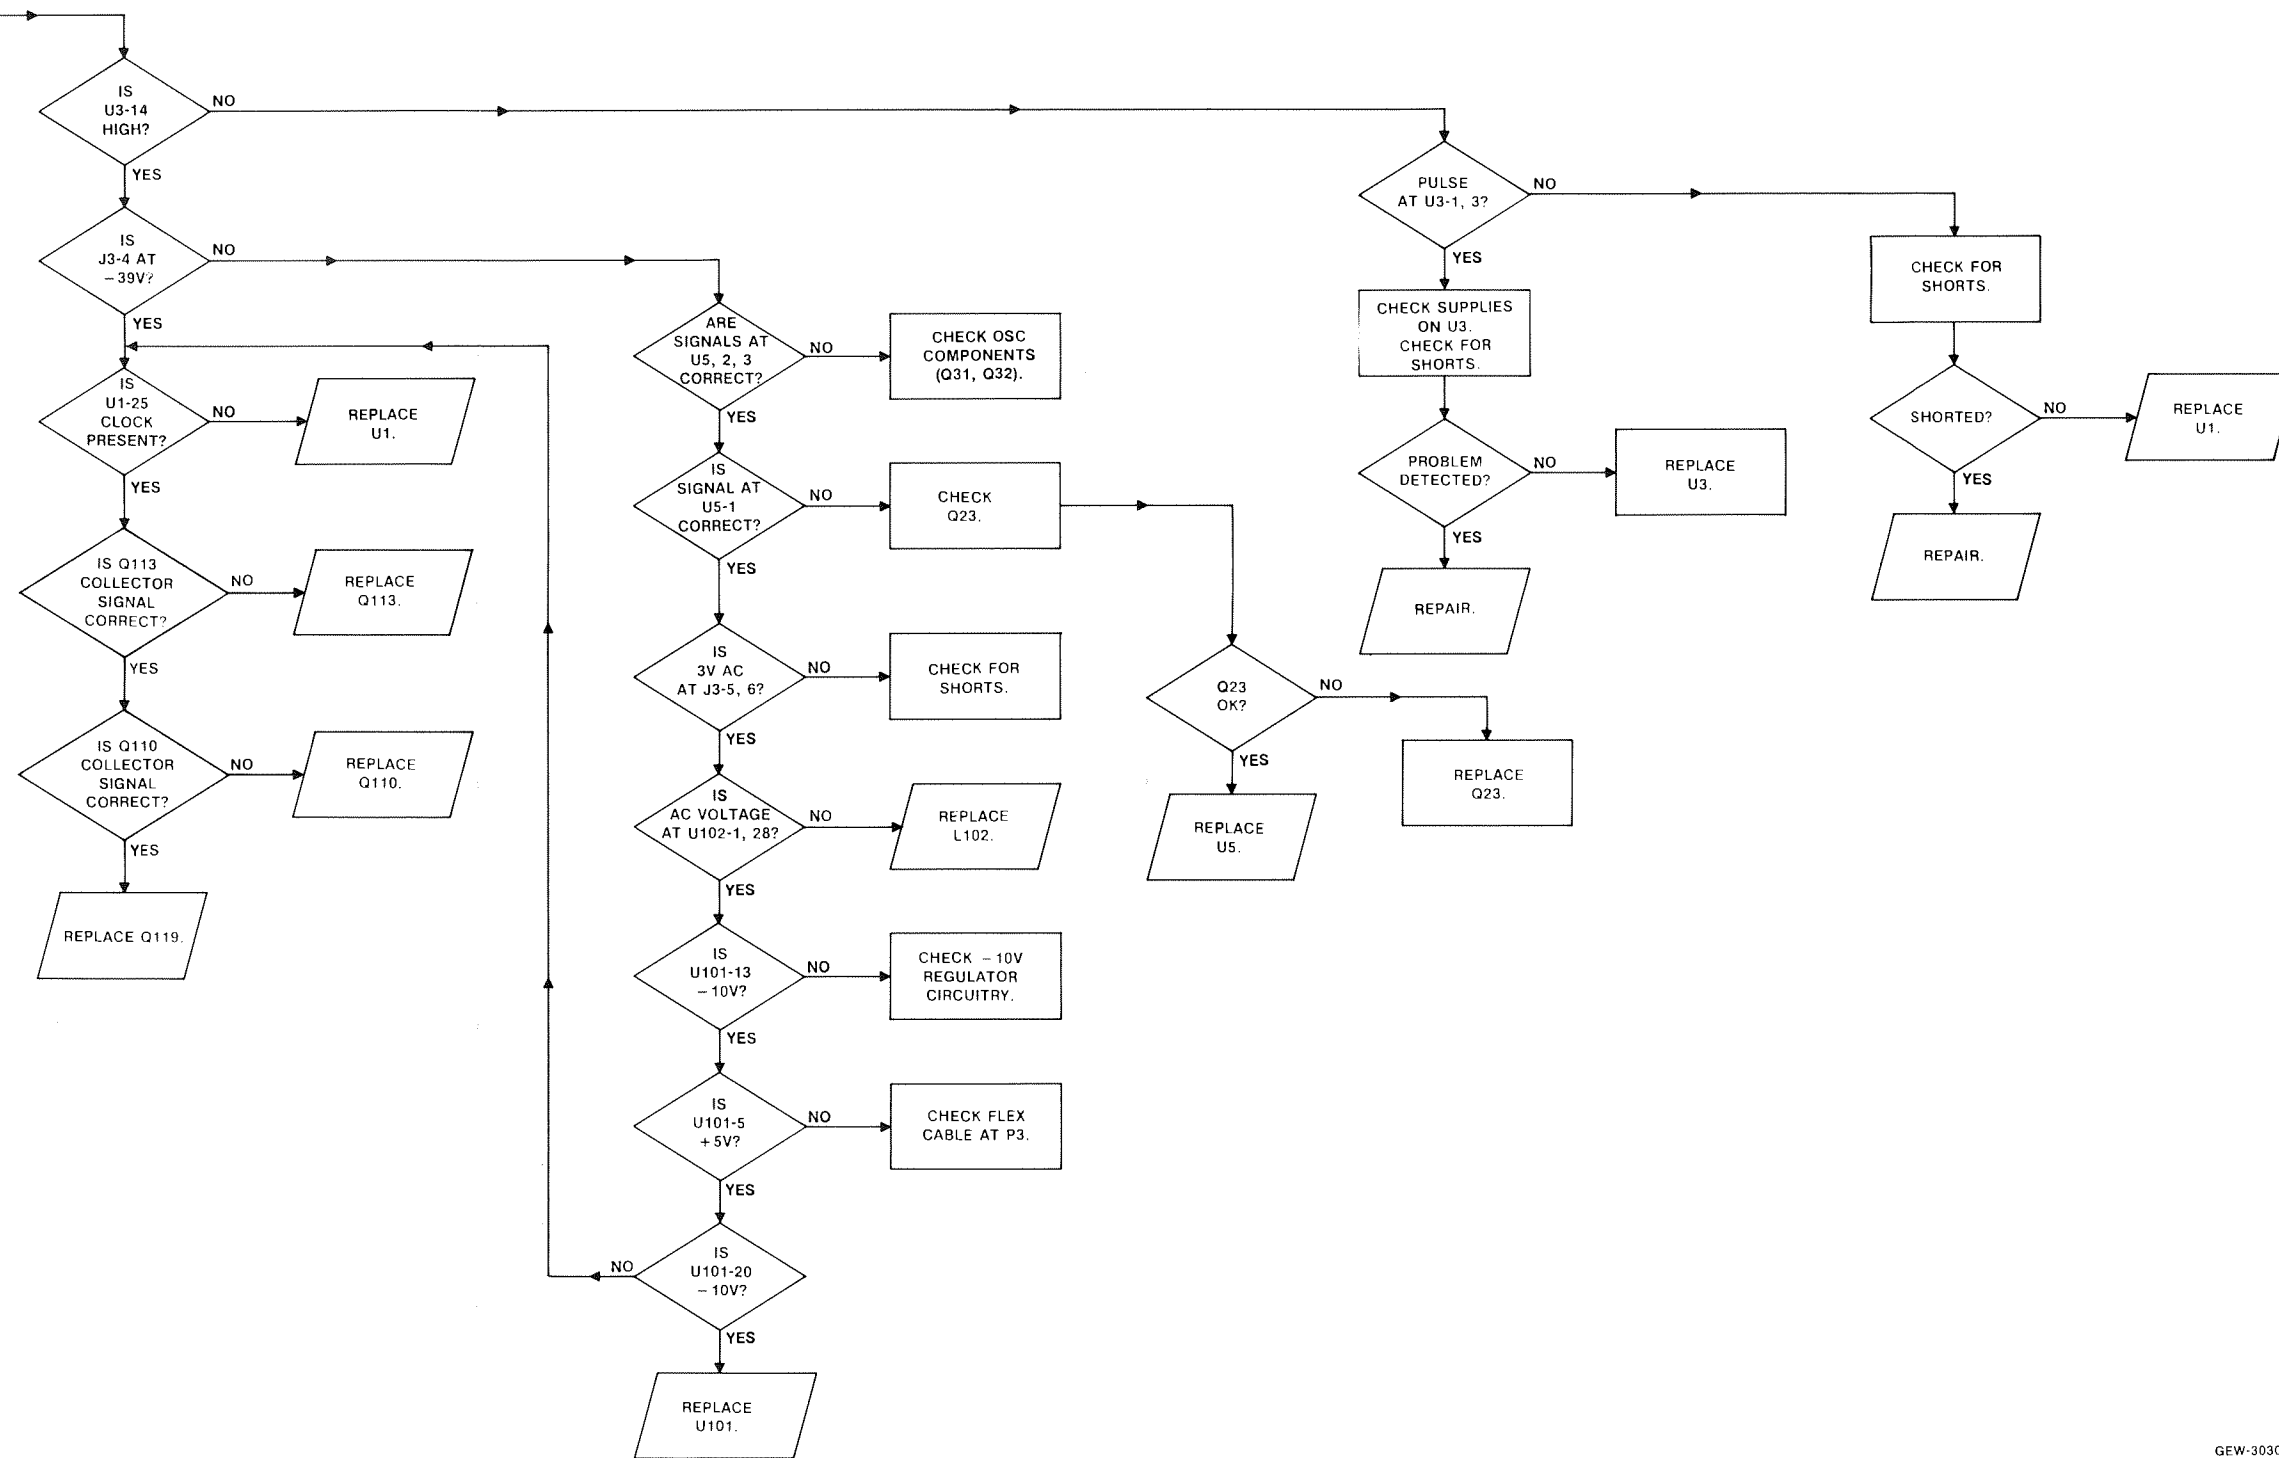 IS
U3-14
HIGH?
NO
YES
IS
J3-4 AT
−39V?
NO
YES
IS
U1-25
CLOCK
PRESENT?
NO
REPLACE
U1.
YES
IS Q113
COLLECTOR
SIGNAL
CORRECT?
NO
REPLACE
Q113.
YES
IS Q110
COLLECTOR
SIGNAL
CORRECT?
NO
REPLACE
Q110.
YES
REPLACE Q119.
ARE
SIGNALS AT
U5, 2, 3
CORRECT?
NO
CHECK OSC
COMPONENTS
(Q31, Q32).
YES
IS
SIGNAL AT
U5-1
CORRECT?
NO
CHECK
Q23.
YES
IS
3V AC
AT J3-5, 6?
NO
CHECK FOR
SHORTS.
YES
IS
AC VOLTAGE
AT U102-1, 28?
NO
REPLACE
L102.
YES
IS
U101-13
−10V?
NO
CHECK −10V
REGULATOR
CIRCUITRY.
YES
IS
U101-5
+5V?
NO
CHECK FLEX
CABLE AT P3.
YES
IS
U101-20
−10V?
NO
YES
REPLACE
U101.
Q23
OK?
NO
REPLACE
Q23.
YES
REPLACE
U5.
PULSE
AT U3-1, 3?
NO
YES
CHECK SUPPLIES
ON U3.
CHECK FOR
SHORTS.
PROBLEM
DETECTED?
NO
REPLACE
U3.
YES
REPAIR.
CHECK FOR
SHORTS.
SHORTED?
NO
REPLACE
U1.
YES
REPAIR.
GEW-3030